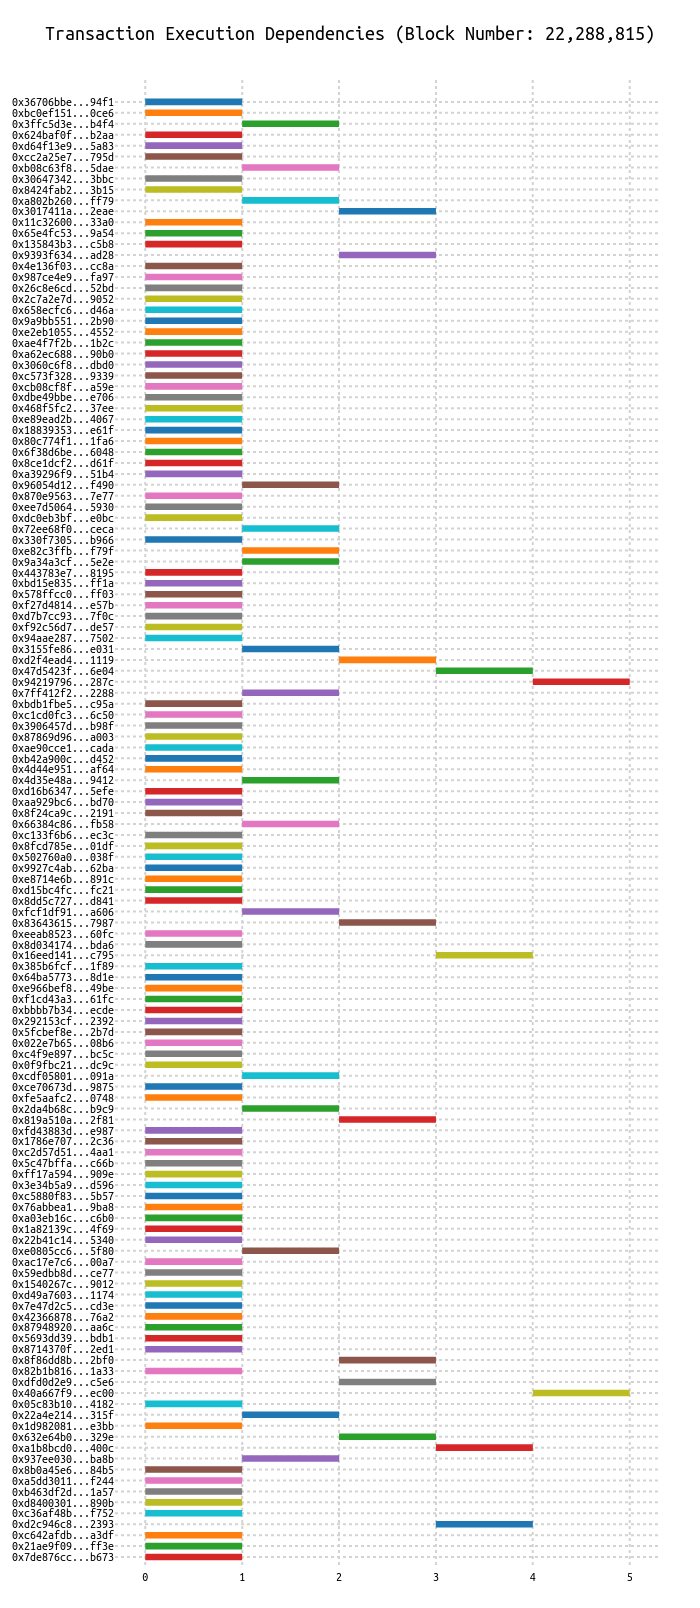 Transaction Execution Dependencies (Block Number: 22,288,815)
0x36706bbe...94f1
0xbc0ef151...0ce6
0x3ffc5d3e...b4f4
0x624baf0f...b2aa
0xd64f13e9...5a83
0xcc2a25e7...795d
0xb08c63f8...5dae
0x30647342...3bbc
0x8424fab2...3b15
0xa802b260...ff79
0x3017411a...2eae
0x11c32600...33a0
0x65e4fc53...9a54
0x135843b3...c5b8
0x9393f634...ad28
0x4e136f03...cc8a
0x987ce4e9...fa97
0x26c8e6cd...52bd
0x2c7a2e7d...9052
0x658ecfc6...d46a
0x9a9bb551...2b90
0xe2eb1055...4552
0xae4f7f2b...1b2c
0xa62ec688...90b0
0x3060c6f8...dbd0
0xc573f328...9339
0xcb08cf8f...a59e
0xdbe49bbe...e706
0x468f5fc2...37ee
0xe89ead2b...4067
0x18839353...e61f
0x80c774f1...1fa6
0x6f38d6be...6048
0x8ce1dcf2...d61f
0xa39296f9...51b4
0x96054d12...f490
0x870e9563...7e77
0xee7d5064...5930
0xdc0eb3bf...e0bc
0x72ee68f0...ceca
0x330f7305...b966
0xe82c3ffb...f79f
0x9a34a3cf...5e2e
0x443783e7...8195
0xbd15e835...ff1a
0x578ffcc0...ff03
0xf27d4814...e57b
0xd7b7cc93...7f0c
0xf92c56d7...de57
0x94aae287...7502
0x3155fe86...e031
0xd2f4ead4...1119
0x47d5423f...6e04
0x94219796...287c
0x7ff412f2...2288
0xbdb1fbe5...c95a
0xc1cd0fc3...6c50
0x3906457d...b98f
0x87869d96...a003
0xae90cce1...cada
0xb42a900c...d452
0x4d44e951...af64
0x4d35e48a...9412
0xd16b6347...5efe
0xaa929bc6...bd70
0x8f24ca9c...2191
0x66384c86...fb58
0xc133f6b6...ec3c
0x8fcd785e...01df
0x502760a0...038f
0x9927c4ab...62ba
0xe8714e6b...891c
0xd15bc4fc...fc21
0x8dd5c727...d841
0xfcf1df91...a606
0x83643615...7987
0xeeab8523...60fc
0x8d034174...bda6
0x16eed141...c795
0x385b6fcf...1f89
0x64ba5773...8d1e
0xe966bef8...49be
0xf1cd43a3...61fc
0xbbbb7b34...ecde
0x292153cf...2392
0x5fcbef8e...2b7d
0x022e7b65...08b6
0xc4f9e897...bc5c
0x0f9fbc21...dc9c
0xcdf05801...091a
0xce70673d...9875
0xfe5aafc2...0748
0x2da4b68c...b9c9
0x819a510a...2f81
0xfd43883d...e987
0x1786e707...2c36
0xc2d57d51...4aa1
0x5c47bffa...c66b
0xff17a594...909e
0x3e34b5a9...d596
0xc5880f83...5b57
0x76abbea1...9ba8
0xa03eb16c...c6b0
0x1a82139c...4f69
0x22b41c14...5340
0xe0805cc6...5f80
0xac17e7c6...00a7
0x59edbb8d...ce77
0x1540267c...9012
0xd49a7603...1174
0x7e47d2c5...cd3e
0x42366878...76a2
0x87948920...aa6c
0x5693dd39...bdb1
0x8714370f...2ed1
0x8f86dd8b...2bf0
0x82b1b816...1a33
0xdfd0d2e9...c5e6
0x40a667f9...ec00
0x05c83b10...4182
0x22a4e214...315f
0x1d982081...e3bb
0x632e64b0...329e
0xa1b8bcd0...400c
0x937ee030...ba8b
0x8b0a45e6...84b5
0xa5dd3011...f244
0xb463df2d...1a57
0xd8400301...890b
0xc36af48b...f752
0xd2c946c8...2393
0xc642afdb...a3df
0x21ae9f09...ff3e
0x7de876cc...b673
0 1 2 3 4 5